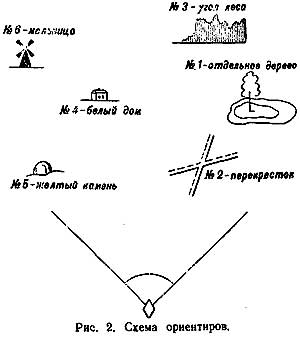 № 3 - угол леса
№ 6 - мельница
№ 1 - отдельное дерево
№ 4 - белый дом
№ 5 - желтый камень
№ 2 - перекресток
Рис. 2. Схема ориентиров.